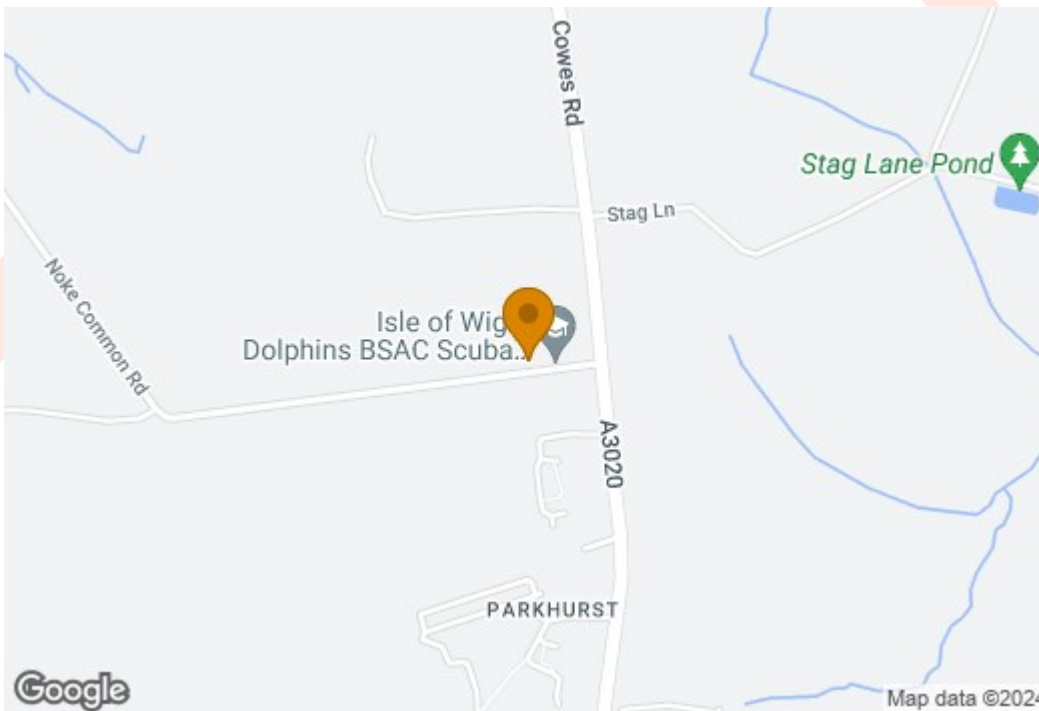 Cowes Rd
Stag Lane Pond
Stag Ln
Noke Common Rd
Isle of Wig
Dolphins BSAC Scuba...
A3020
PARKHURST
Google
Map data ©2024